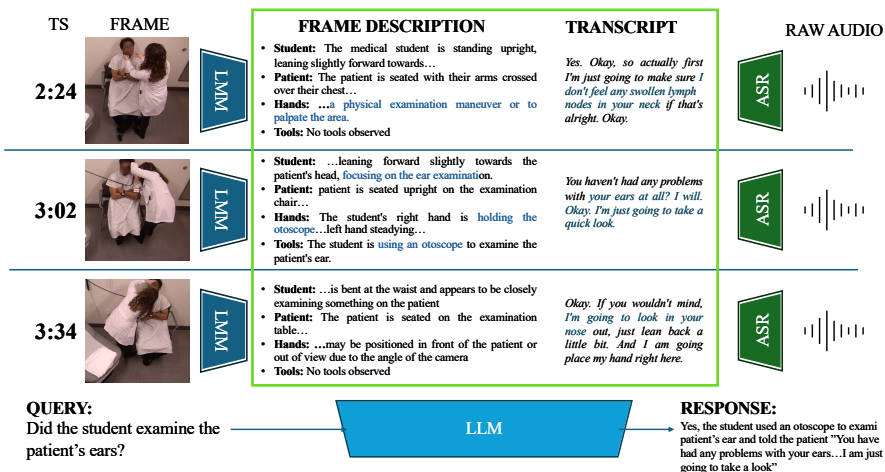 TS
FRAME
FRAME DESCRIPTION
TRANSCRIPT
RAW AUDIO
2:24
LMM
• Student: The medical student is standing upright,
leaning slightly forward towards…
• Patient: The patient is seated with their arms crossed
over their chest…
• Hands: …a physical examination maneuver or to
palpate the area.
• Tools: No tools observed
Yes. Okay, so actually first
I'm just going to make sure I
don't feel any swollen lymph
nodes in your neck if that's
alright. Okay.
ASR
3:02
LMM
• Student: …leaning forward slightly towards the
patient's head, focusing on the ear examination.
• Patient: patient is seated upright on the examination
chair…
• Hands: The student's right hand is holding the
otoscope…left hand steadying…
• Tools: The student is using an otoscope to examine the
patient's ear.
You haven't had any problems
with your ears at all? I will.
Okay. I'm just going to take a
quick look.
ASR
3:34
LMM
• Student: …is bent at the waist and appears to be closely
examining something on the patient
• Patient: The patient is seated on the examination
table…
• Hands: …may be positioned in front of the patient or
out of view due to the angle of the camera
• Tools: No tools observed
Okay. If you wouldn't mind,
I'm going to look in your
nose out, just lean back a
little bit. And I am going
place my hand right here.
ASR
QUERY:
Did the student examine the
patient's ears?
LLM
RESPONSE:
Yes, the student used an otoscope to exami
patient's ear and told the patient "You have
had any problems with your ears…I am just
going to take a look"